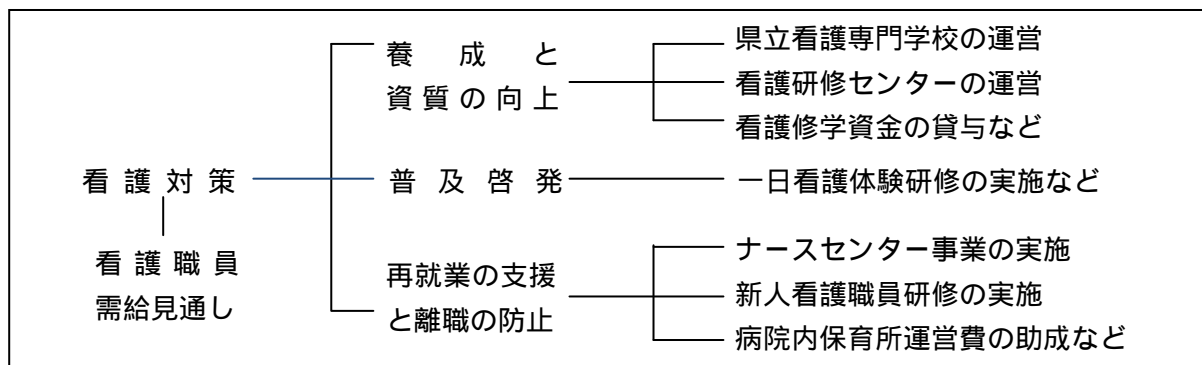 養成と
資質の向上
県立看護専門学校の運営
看護研修センターの運営
看護修学資金の貸与など
看護対策
普及啓発
一日看護体験研修の実施など
看護職員
需給見通し
再就業の支援
と離職の防止
ナースセンター事業の実施
新人看護職員研修の実施
病院内保育所運営費の助成など